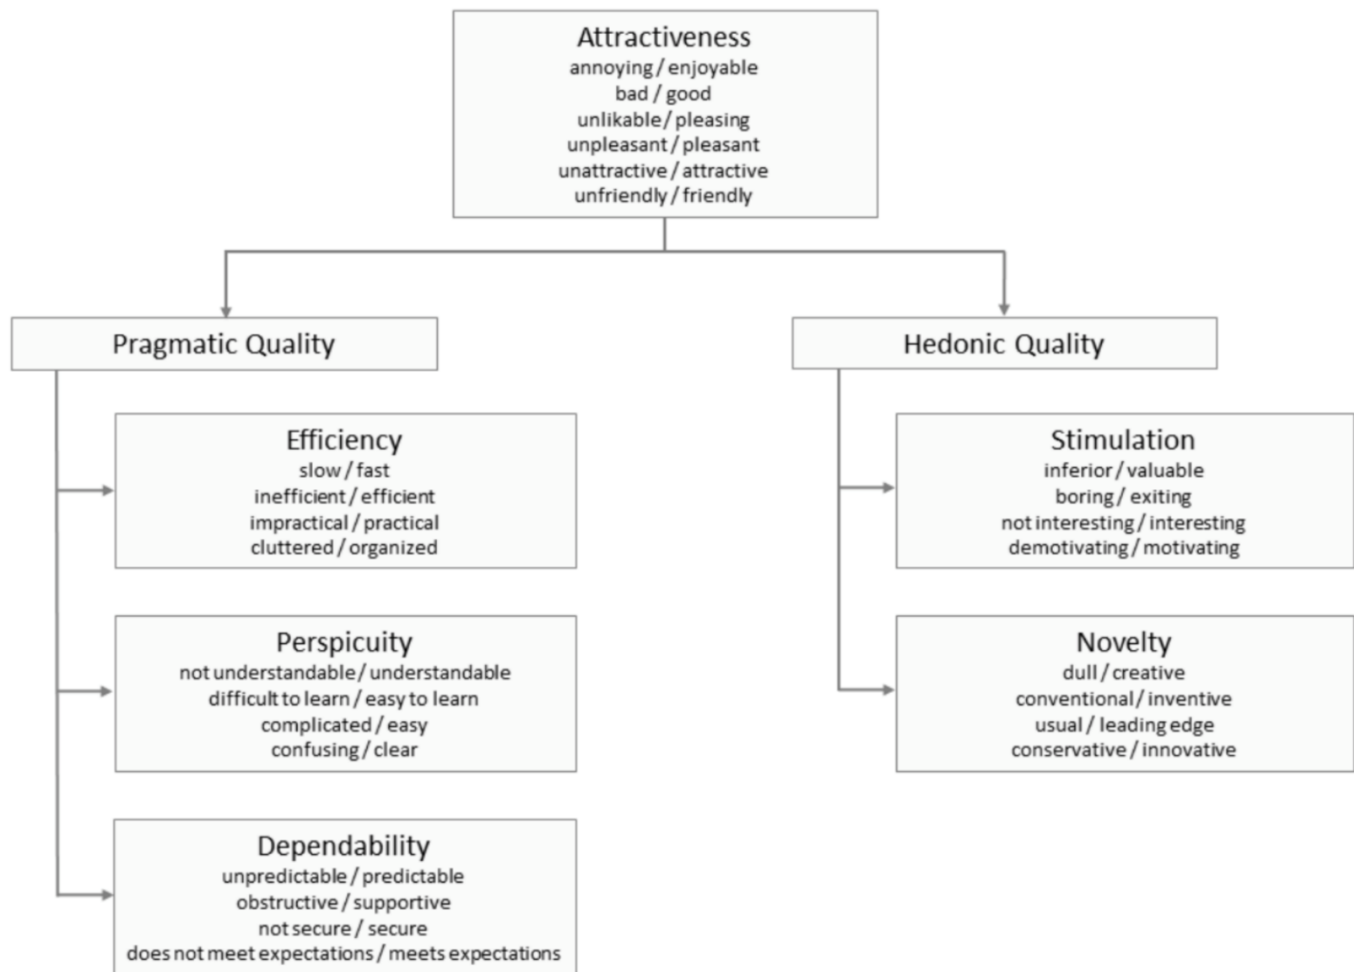 Attractiveness
annoying / enjoyable
bad / good
unlikable / pleasing
unpleasant / pleasant
unattractive / attractive
unfriendly / friendly
Pragmatic Quality
Efficiency
slow / fast
inefficient / efficient
impractical / practical
cluttered / organized
Perspicuity
not understandable / understandable
difficult to learn / easy to learn
complicated / easy
confusing / clear
Dependability
unpredictable / predictable
obstructive / supportive
not secure / secure
does not meet expectations / meets expectations
Hedonic Quality
Stimulation
inferior / valuable
boring / exiting
not interesting / interesting
demotivating / motivating
Novelty
dull / creative
conventional / inventive
usual / leading edge
conservative / innovative